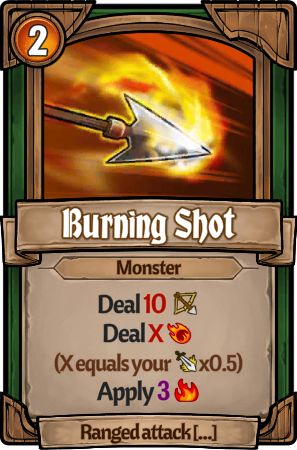 2
Burning Shot
Monster
Deal 10
Deal X
(X equals your x0.5)
Apply 3
Ranged attack [...]